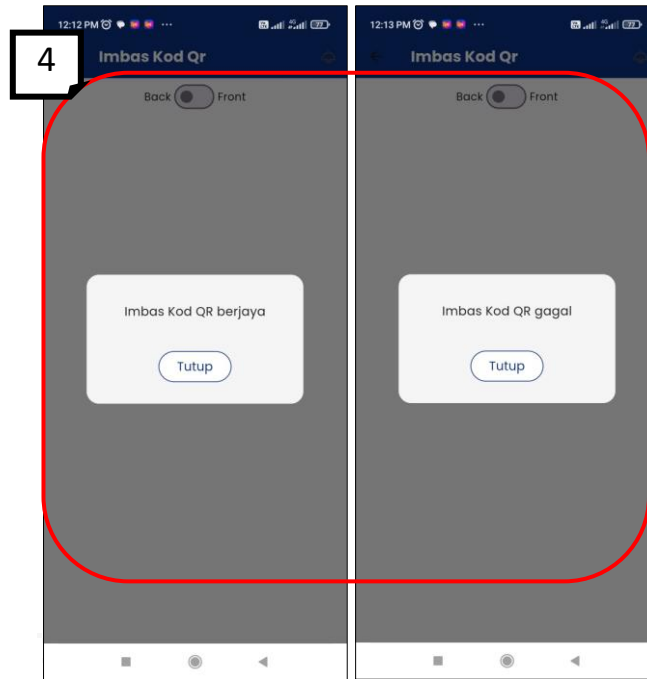 4
12:12 PM
Imbas Kod Qr
Back Front
Imbas Kod QR berjaya
Tutup
12:13 PM
Imbas Kod Qr
Back Front
Imbas Kod QR gagal
Tutup